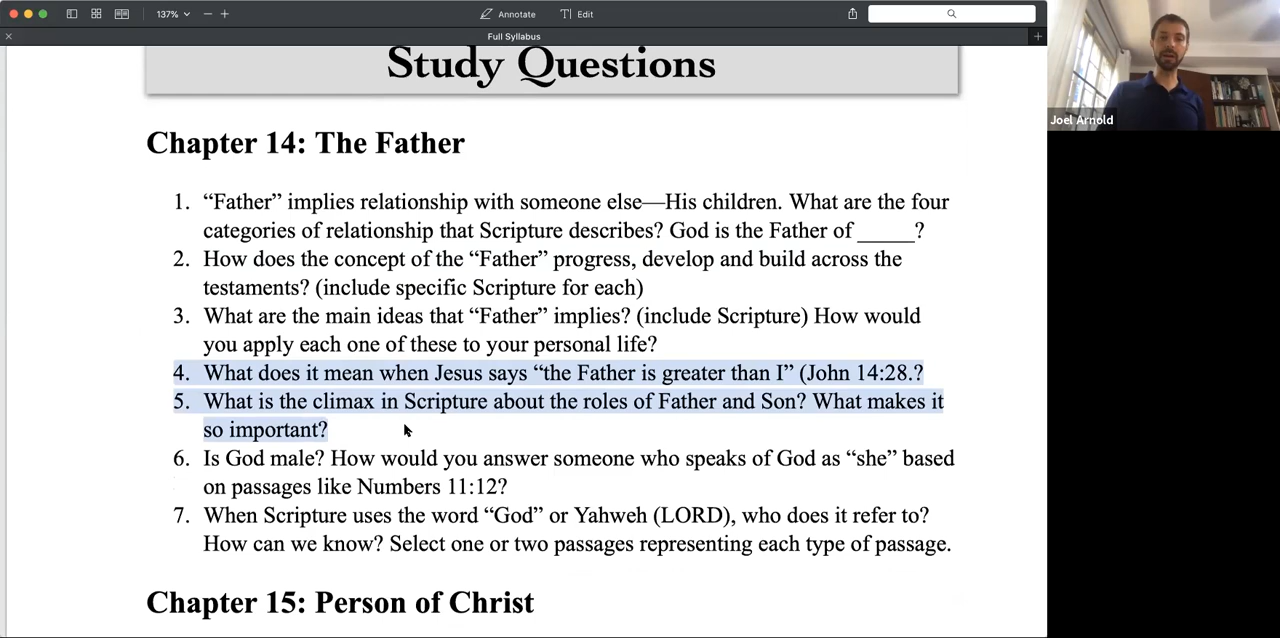 137%
Annotate
Edit
Full Syllabus
Study Questions
Joel Arnold
Chapter 14: The Father
1. “Father” implies relationship with someone else—His children. What are the four
categories of relationship that Scripture describes? God is the Father of _____?
2. How does the concept of the “Father” progress, develop and build across the
testaments? (include specific Scripture for each)
3. What are the main ideas that “Father” implies? (include Scripture) How would
you apply each one of these to your personal life?
4. What does it mean when Jesus says “the Father is greater than I” (John 14:28.?
5. What is the climax in Scripture about the roles of Father and Son? What makes it
so important?
6. Is God male? How would you answer someone who speaks of God as “she” based
on passages like Numbers 11:12?
7. When Scripture uses the word “God” or Yahweh (LORD), who does it refer to?
How can we know? Select one or two passages representing each type of passage.
Chapter 15: Person of Christ